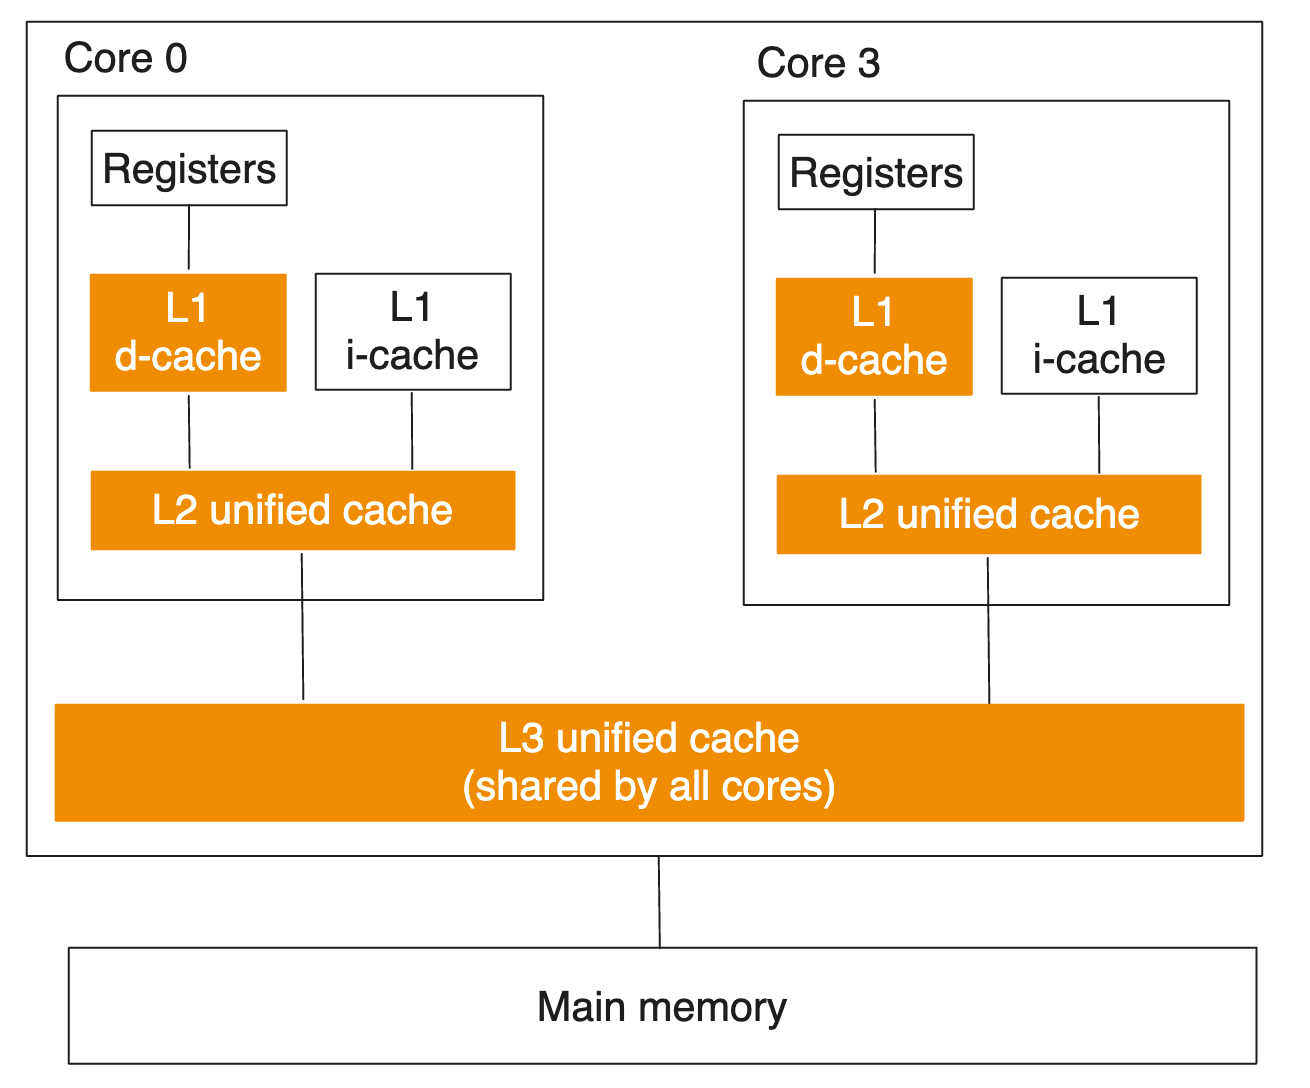 Core 0
Registers
L1
d-cache
L1
i-cache
L2 unified cache
Core 3
Registers
L1
d-cache
L1
i-cache
L2 unified cache
L3 unified cache
(shared by all cores)
Main memory